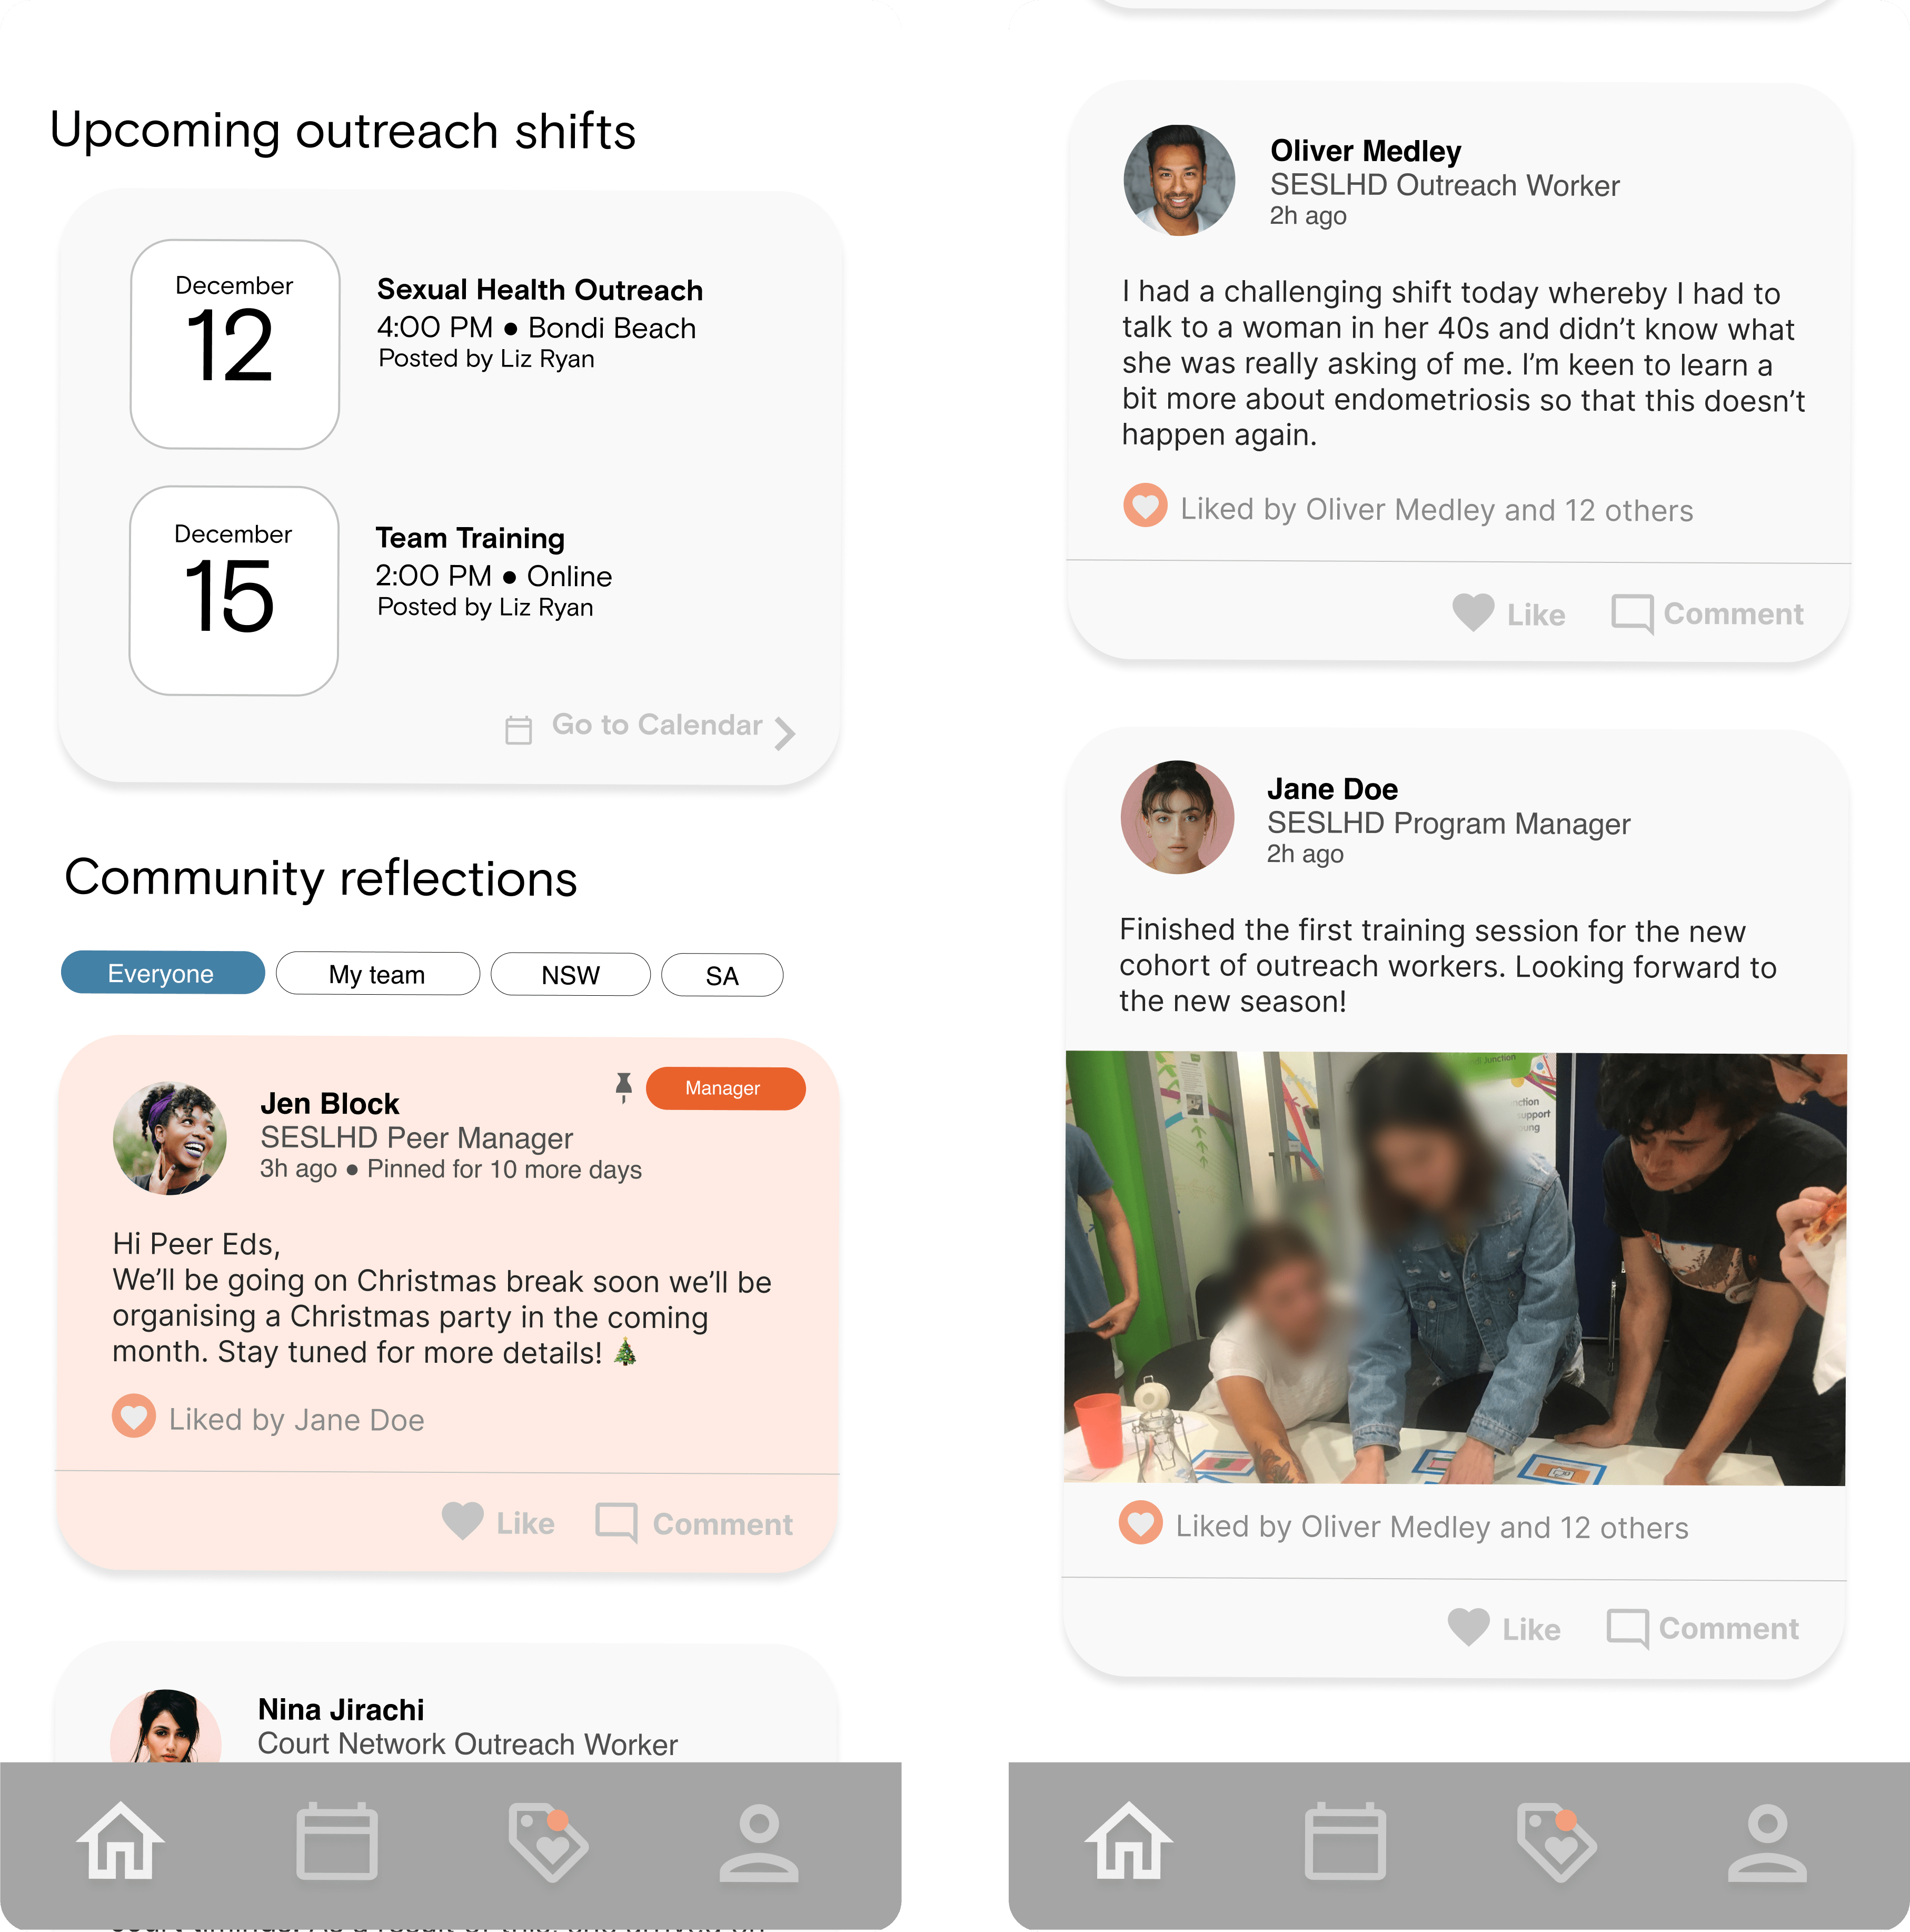 Upcoming outreach shifts
December
12
Sexual Health Outreach
4:00 PM ● Bondi Beach
Posted by Liz Ryan
December
15
Team Training
2:00 PM ● Online
Posted by Liz Ryan
Go to Calendar
Community reflections
Everyone
My team
NSW
SA
Manager
Jen Block
SESLHD Peer Manager
3h ago ● Pinned for 10 more days
Hi Peer Eds,
We’ll be going on Christmas break soon we’ll be
organising a Christmas party in the coming
month. Stay tuned for more details! 🎄
Liked by Jane Doe
Like
Comment
Nina Jirachi
Court Network Outreach Worker
Oliver Medley
SESLHD Outreach Worker
2h ago
I had a challenging shift today whereby I had to
talk to a woman in her 40s and didn’t know what
she was really asking of me. I’m keen to learn a
bit more about endometriosis so that this doesn’t
happen again.
Liked by Oliver Medley and 12 others
Like
Comment
Jane Doe
SESLHD Program Manager
2h ago
Finished the first training session for the new
cohort of outreach workers. Looking forward to
the new season!
Junction
nction
support
ung
Liked by Oliver Medley and 12 others
Like
Comment